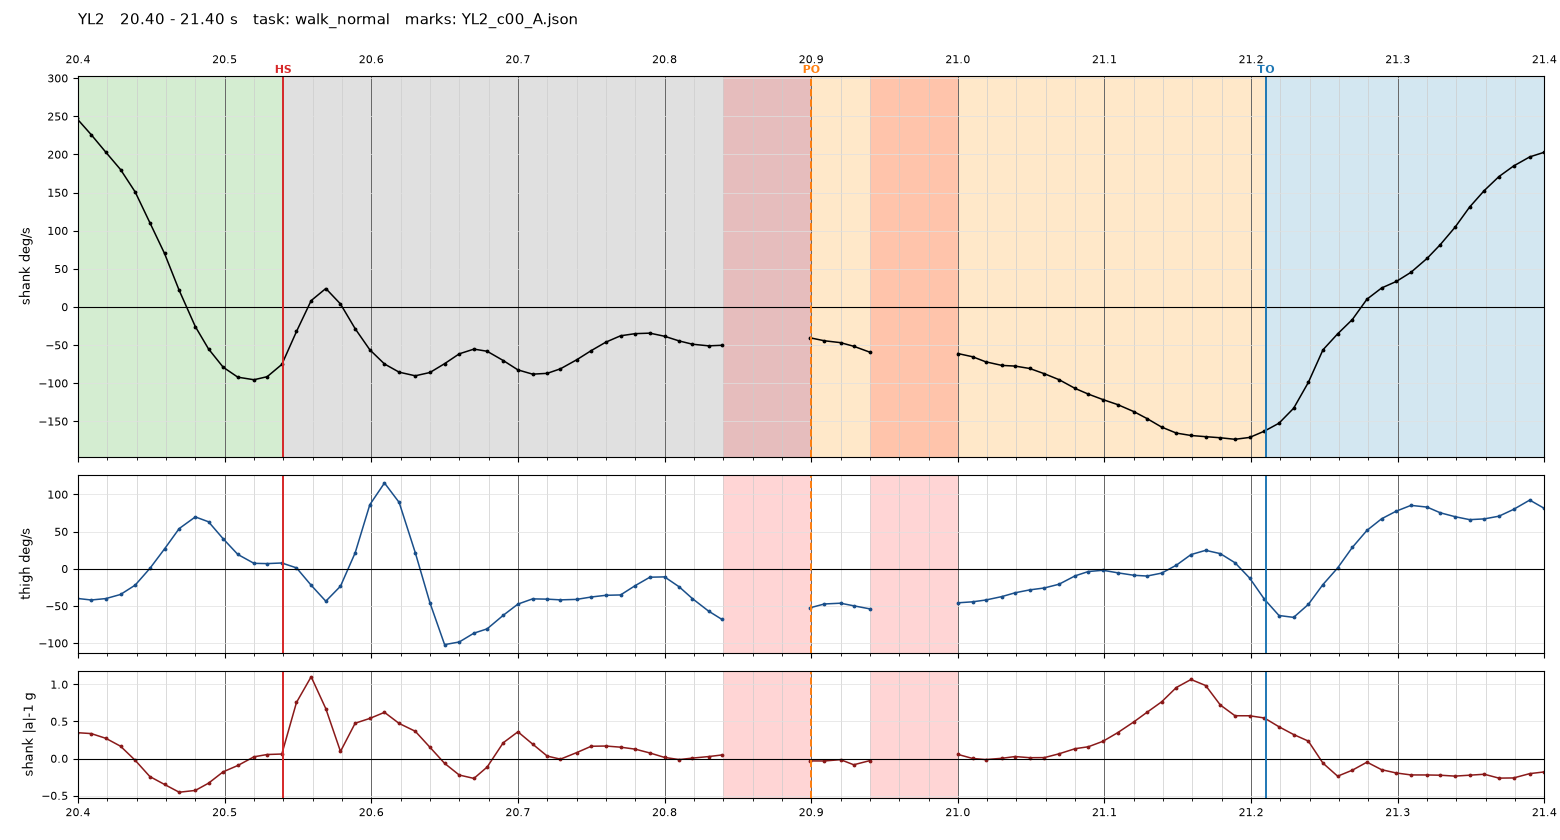 YL2   20.40 - 21.40 s   task: walk_normal   marks: YL2_c00_A.json
20.4 20.5 20.6 20.7 20.8 20.9 21.0 21.1 21.2 21.3 21.4
HS PO TO
300
250
200
150
100
50
0
−50
−100
−150
shank deg/s
100
50
0
−50
−100
thigh deg/s
1.0
0.5
0.0
−0.5
shank |a|-1 g
20.4 20.5 20.6 20.7 20.8 20.9 21.0 21.1 21.2 21.3 21.4